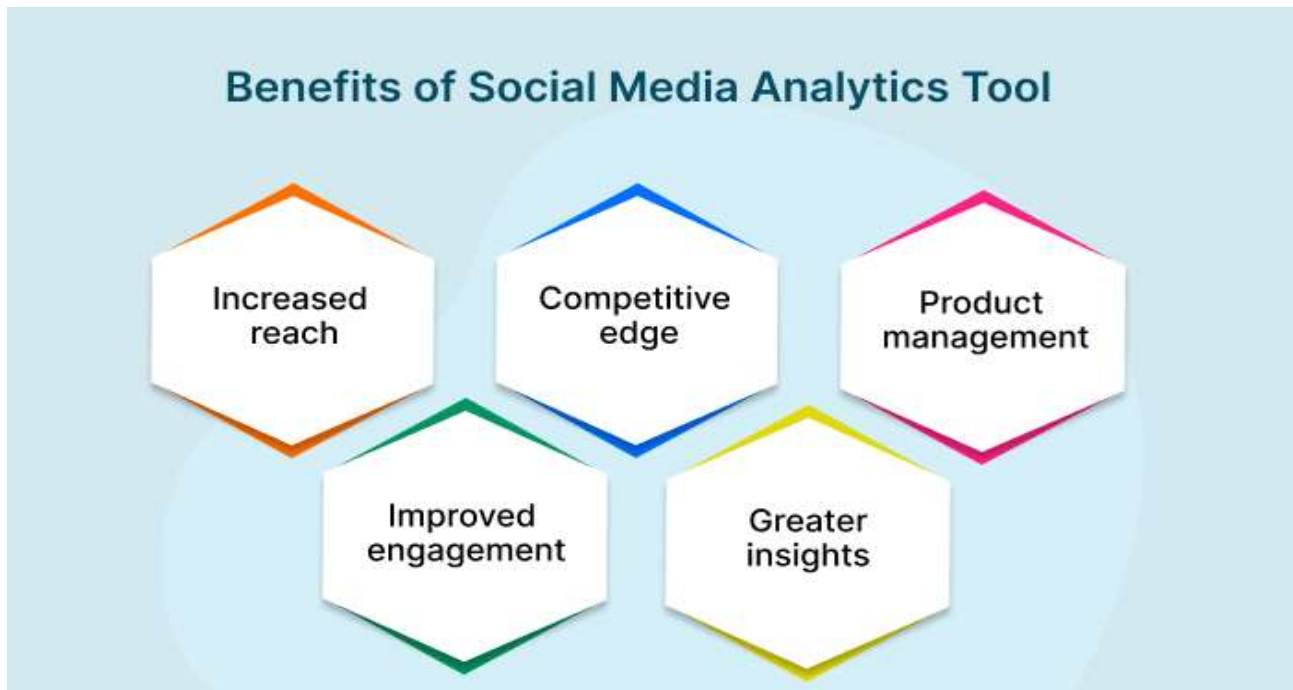 Benefits of Social Media Analytics Tool
Increased
reach
Competitive
edge
Product
management
Improved
engagement
Greater
insights